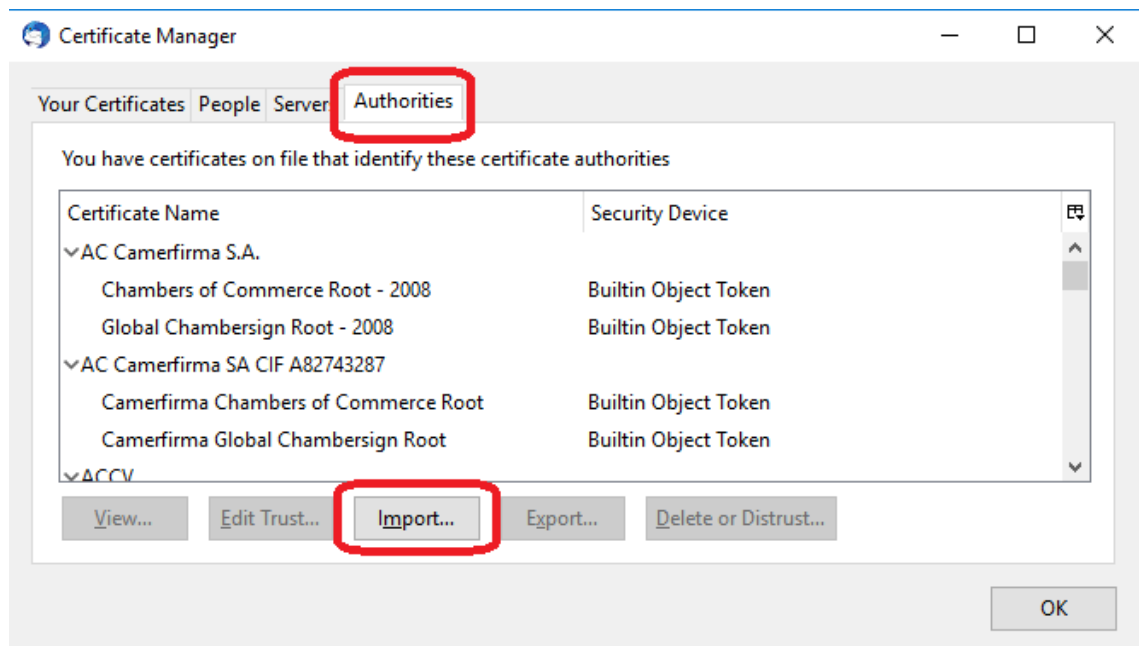 Certificate Manager
Your Certificates People Server Authorities
You have certificates on file that identify these certificate authorities
Certificate Name Security Device
AC Camerfirma S.A.
Chambers of Commerce Root - 2008 Builtin Object Token
Global Chambersign Root - 2008 Builtin Object Token
AC Camerfirma SA CIF A82743287
Camerfirma Chambers of Commerce Root Builtin Object Token
Camerfirma Global Chambersign Root Builtin Object Token
ACCV
View... Edit Trust... Import... Export... Delete or Distrust...
OK